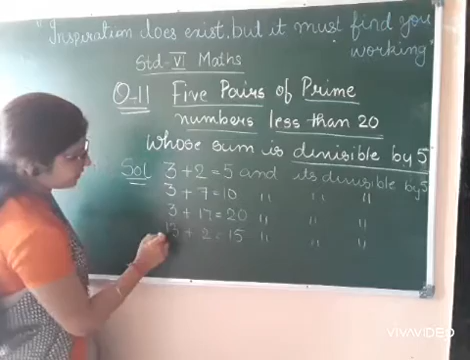 "Inspiration does exist, but it must find you
working"
Std-VI Maths
Q-11 Five Pairs of Prime
numbers less than 20
whose sum is divisible by 5
Sol 3+2=5 and its divisible by 5
3+7=10 " " "
3+17=20 " " "
13+2=15 " " "
VIVAVIDEO